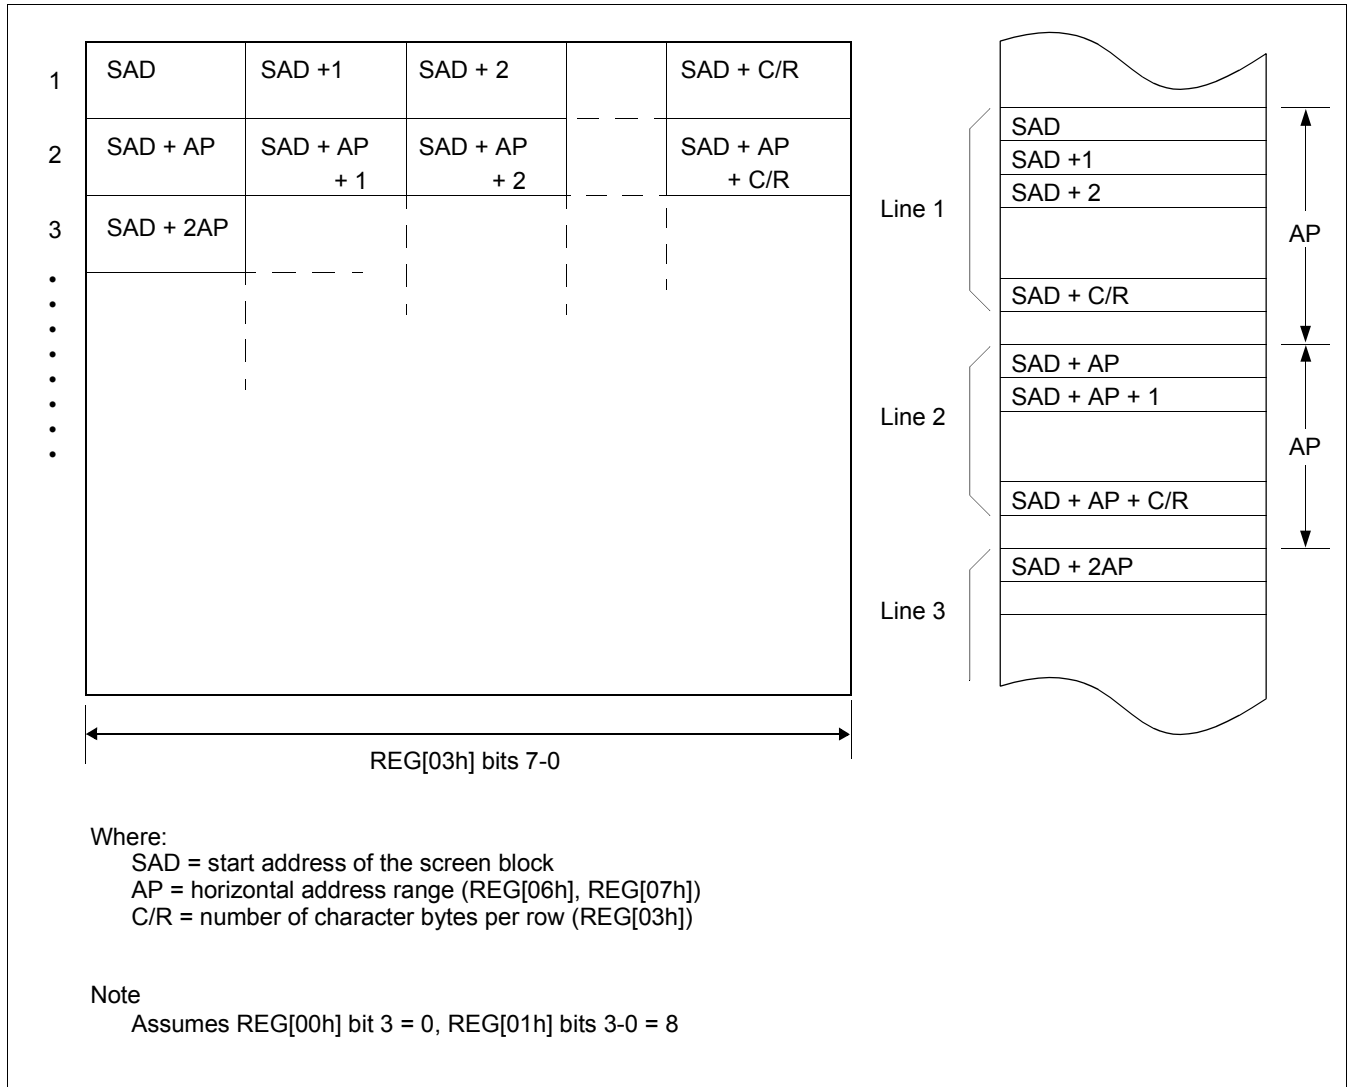 1 SAD SAD +1 SAD + 2 SAD + C/R
2 SAD + AP SAD + AP + 1 SAD + AP + 2 SAD + AP + C/R
3 SAD + 2AP
REG[03h] bits 7-0
Line 1
SAD
SAD +1
SAD + 2
SAD + C/R
AP
Line 2
SAD + AP
SAD + AP + 1
SAD + AP + C/R
AP
Line 3
SAD + 2AP
Where:
SAD = start address of the screen block
AP = horizontal address range (REG[06h], REG[07h])
C/R = number of character bytes per row (REG[03h])
Note
Assumes REG[00h] bit 3 = 0, REG[01h] bits 3-0 = 8